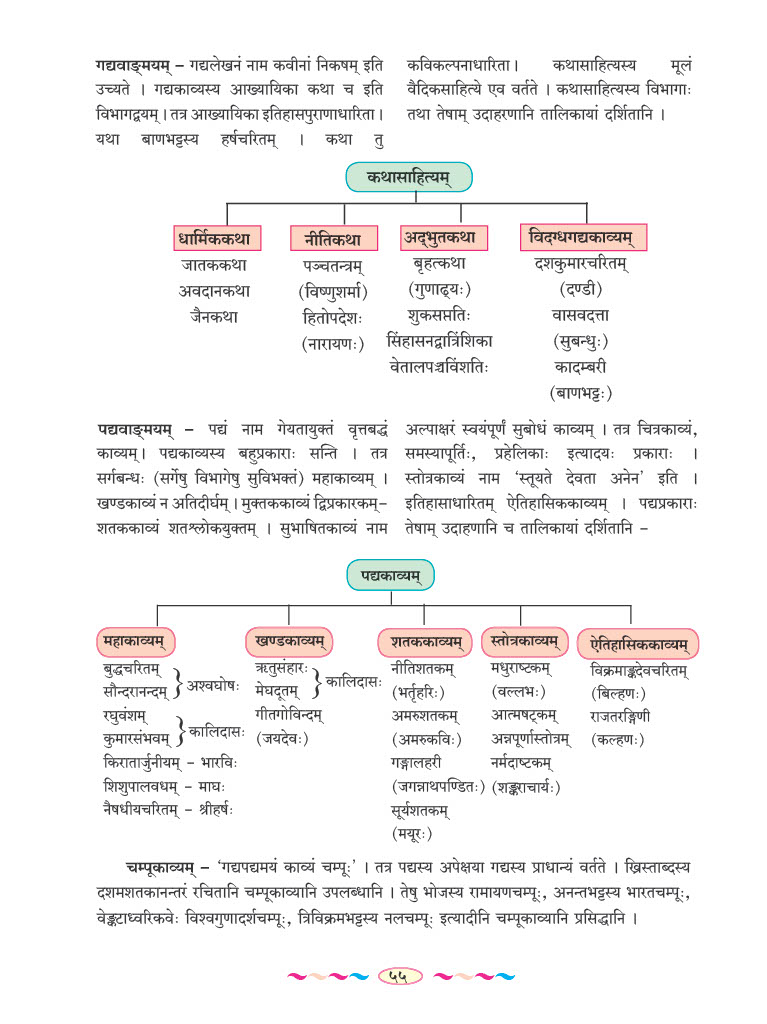 गद्यवाङ्मयम् – गद्यलेखनं नाम कवीनां निकषम् इति
उच्यते । गद्यकाव्यस्य आख्यायिका कथा च इति
विभागद्वयम् । तत्र आख्यायिका इतिहासपुराणाधारिता।
यथा बाणभट्टस्य हर्षचरितम् । कथा तु
कविकल्पनाधारिता। कथासाहित्यस्य मूलं
वैदिकसाहित्ये एव वर्तते । कथासाहित्यस्य विभागाः
तथा तेषाम् उदाहरणानि तालिकायां दर्शितानि ।
कथासाहित्यम्
धार्मिककथा
जातककथा
अवदानकथा
जैनकथा
नीतिकथा
पञ्चतन्त्रम्
(विष्णुशर्मा)
हितोपदेशः
(नारायणः)
अद्‌भुतकथा
बृहत्कथा
(गुणाढ्यः)
शुकसप्ततिः
सिंहासनद्वात्रिंशिका
वेतालपञ्चविंशतिः
विदग्धगद्यकाव्यम्
दशकुमारचरितम्
(दण्डी)
वासवदत्ता
(सुबन्धुः)
कादम्बरी
(बाणभट्टः)
पद्यवाङ्मयम् – पद्यं नाम गेयतायुक्तं वृत्तबद्धं
काव्यम्। पद्यकाव्यस्य बहुप्रकाराः सन्ति । तत्र
सर्गबन्धः (सर्गेषु विभागेषु सुविभक्तं) महाकाव्यम् ।
खण्डकाव्यं न अतिदीर्घम् । मुक्तककाव्यं द्विप्रकारकम्–
शतककाव्यं शतश्लोकयुक्तम् । सुभाषितकाव्यं नाम
अल्पाक्षरं स्वयंपूर्णं सुबोधं काव्यम् । तत्र चित्रकाव्यं,
समस्यापूर्तिः, प्रहेलिकाः इत्यादयः प्रकाराः ।
स्तोत्रकाव्यं नाम ‘स्तूयते देवता अनेन’ इति ।
इतिहासाधारितम् ऐतिहासिककाव्यम् । पद्यप्रकाराः
तेषाम् उदाहणानि च तालिकायां दर्शितानि –
पद्यकाव्यम्
महाकाव्यम्
बुद्धचरितम्
सौन्दरानन्दम् } अश्वघोषः
रघुवंशम्
कुमारसंभवम् } कालिदासः
किरातार्जुनीयम् – भारविः
शिशुपालवधम् – माघः
नैषधीयचरितम् – श्रीहर्षः
खण्डकाव्यम्
ऋतुसंहारः
मेघदूतम् } कालिदासः
गीतगोविन्दम्
(जयदेवः)
शतककाव्यम्
नीतिशतकम्
(भर्तृहरिः)
अमरुशतकम्
(अमरुकविः)
गङ्गालहरी
(जगन्नाथपण्डितः)
सूर्यशतकम्
(मयूरः)
स्तोत्रकाव्यम्
मधुराष्टकम्
(वल्लभः)
आत्मषट्कम्
अन्नपूर्णास्तोत्रम्
नर्मदाष्टकम्
(शङ्कराचार्यः)
ऐतिहासिककाव्यम्
विक्रमाङ्कदेवचरितम्
(बिल्हणः)
राजतरङ्गिणी
(कल्हणः)
चम्पूकाव्यम् – ‘गद्यपद्यमयं काव्यं चम्पूः’ । तत्र पद्यस्य अपेक्षया गद्यस्य प्राधान्यं वर्तते । ख्रिस्ताब्दस्य
दशमशतकानन्तरं रचितानि चम्पूकाव्यानि उपलब्धानि । तेषु भोजस्य रामायणचम्पूः, अनन्तभट्टस्य भारतचम्पूः,
वेङ्कटाध्वरिकवेः विश्वगुणादर्शचम्पूः, त्रिविक्रमभट्टस्य नलचम्पूः इत्यादीनि चम्पूकाव्यानि प्रसिद्धानि ।
५५